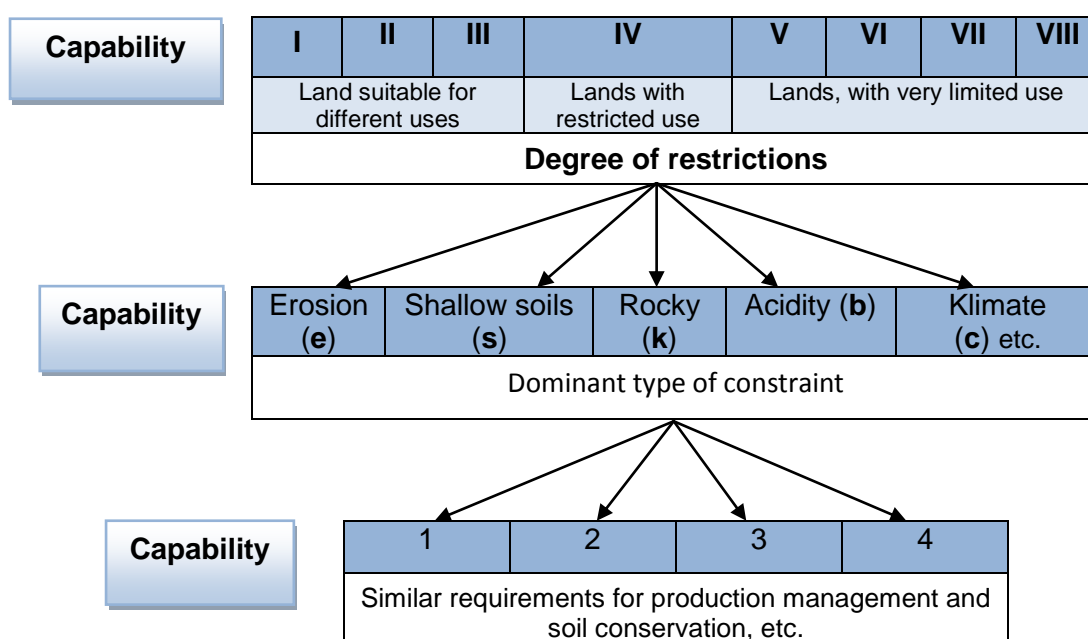 Capability
I II III IV V VI VII VIII
Land suitable for
different uses
Lands with
restricted use
Lands, with very limited use
Degree of restrictions
Capability
Erosion
(e)
Shallow soils
(s)
Rocky
(k)
Acidity (b)
Klimate
(c) etc.
Dominant type of constraint
Capability
1 2 3 4
Similar requirements for production management and
soil conservation, etc.